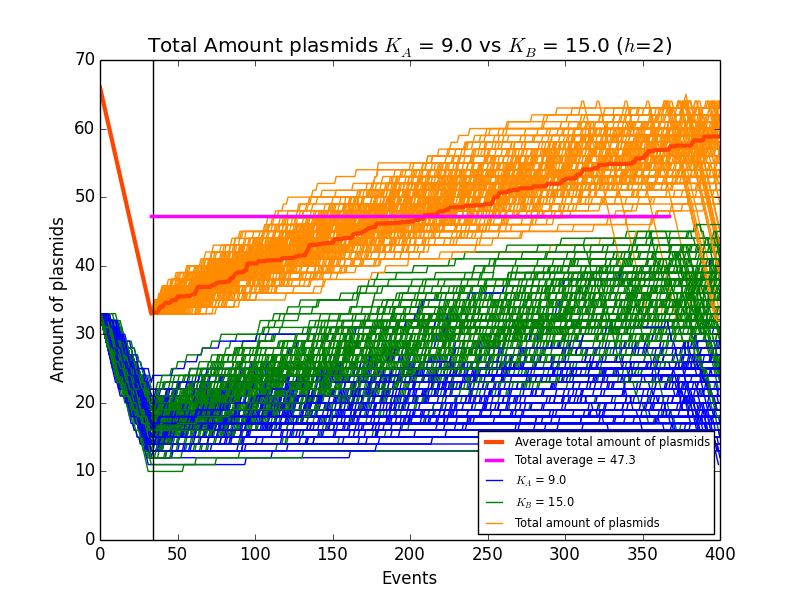 Total Amount plasmids K_A = 9.0 vs K_B = 15.0 (h=2)
70
60
50
40
30
20
10
0
Amount of plasmids
0 50 100 150 200 250 300 350 400
Events
Average total amount of plasmids
Total average = 47.3
K_A = 9.0
K_B = 15.0
Total amount of plasmids